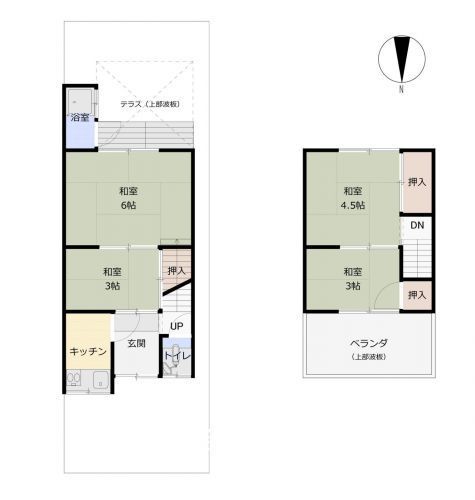 テラス（上部波板）
浴室
和室
6帖
和室
3帖
押入
UP
キッチン
玄関
トイレ
N
和室
4.5帖
押入
DN
和室
3帖
押入
ベランダ
（上部波板）